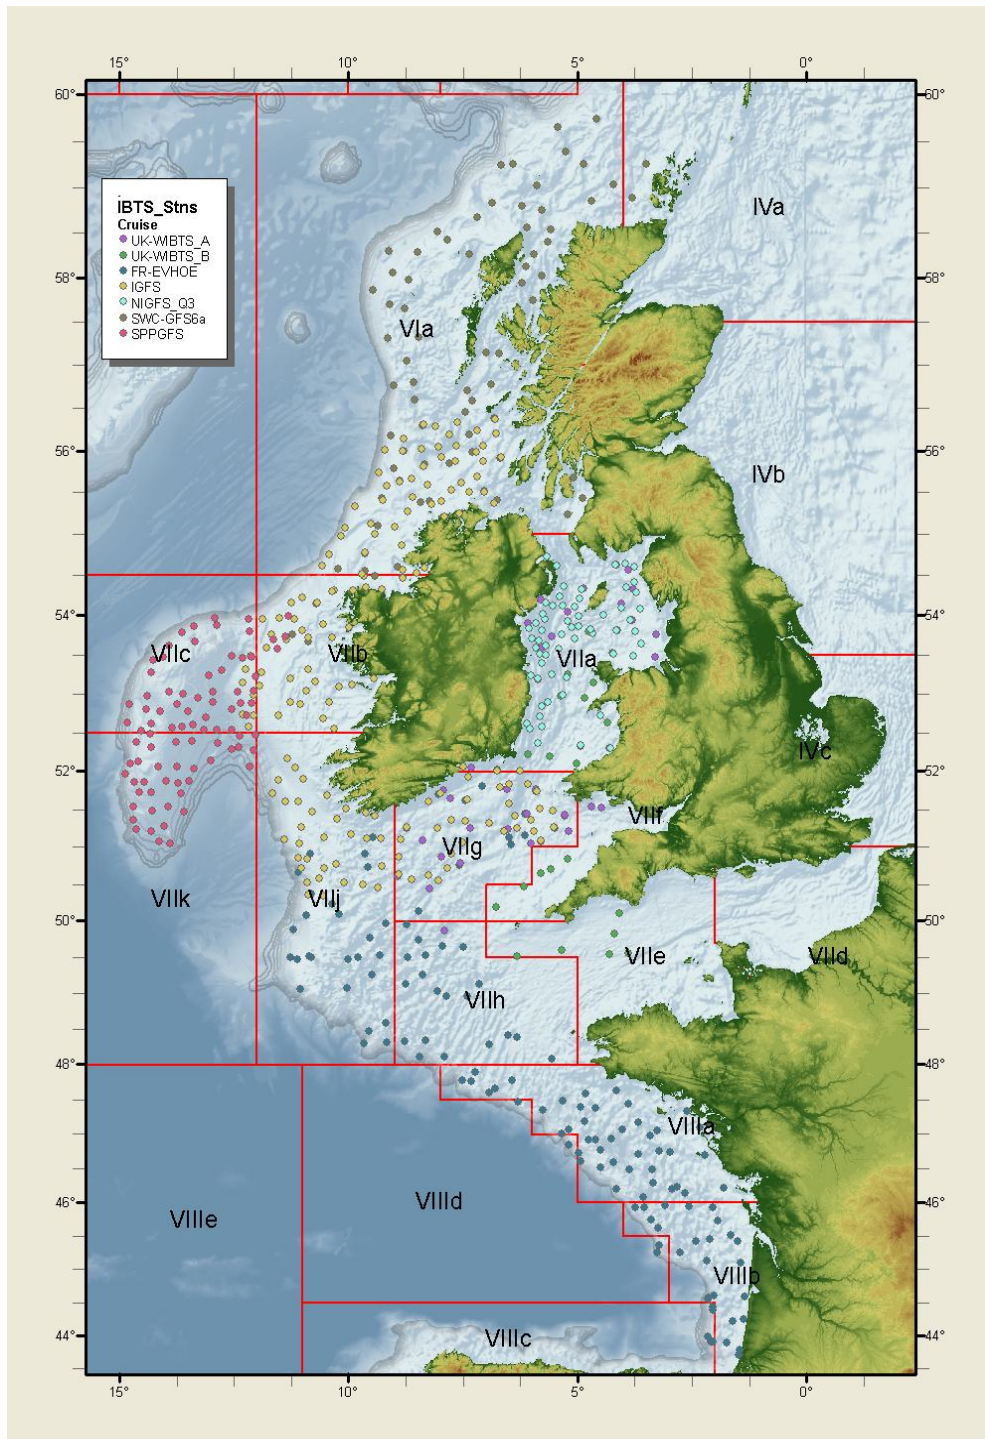 15° 10° 5° 0°
60° 60°
iBTS_Stns
Cruise
UK-WIBTS_A
UK-WIBTS_B
FR-EVHOE
IGFS
NIGFS_Q3
SWC-GFS6a
SPPGFS
IVa
58° 58°
VIa
56° 56°
IVb
54° 54°
VIIc VIIb VIIa
IVc
52° 52°
VIIf
VIIg
VIIk VIIj
50° 50°
VIIe VIId
VIIh
48° 48°
VIIIa
46° 46°
VIIIe VIIId
VIIIb
44° 44°
VIIIc
15° 10° 5° 0°